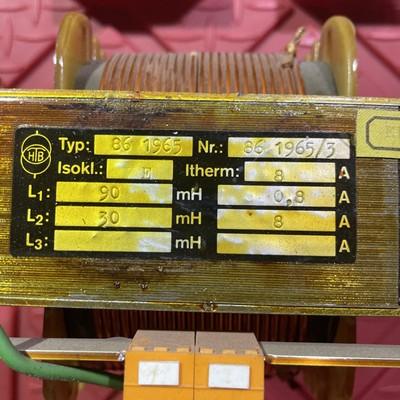 HTB
Typ: 86 1965 Nr.: 86 1965/3
Isokl.: Itherm: 8 A
L1: 90 mH 0,8 A
L2: 30 mH 8 A
L3: mH A